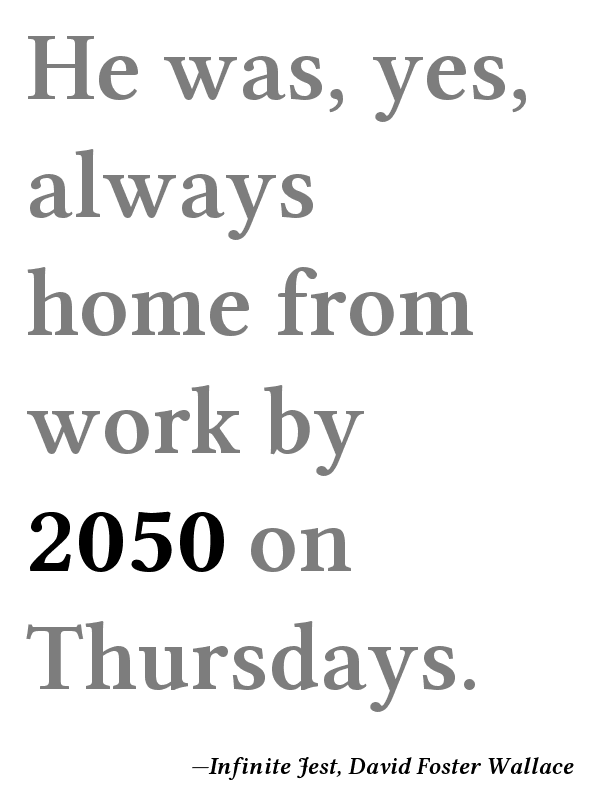 He was, yes,
always
home from
work by
2050 on
Thursdays.
—Infinite Jest, David Foster Wallace